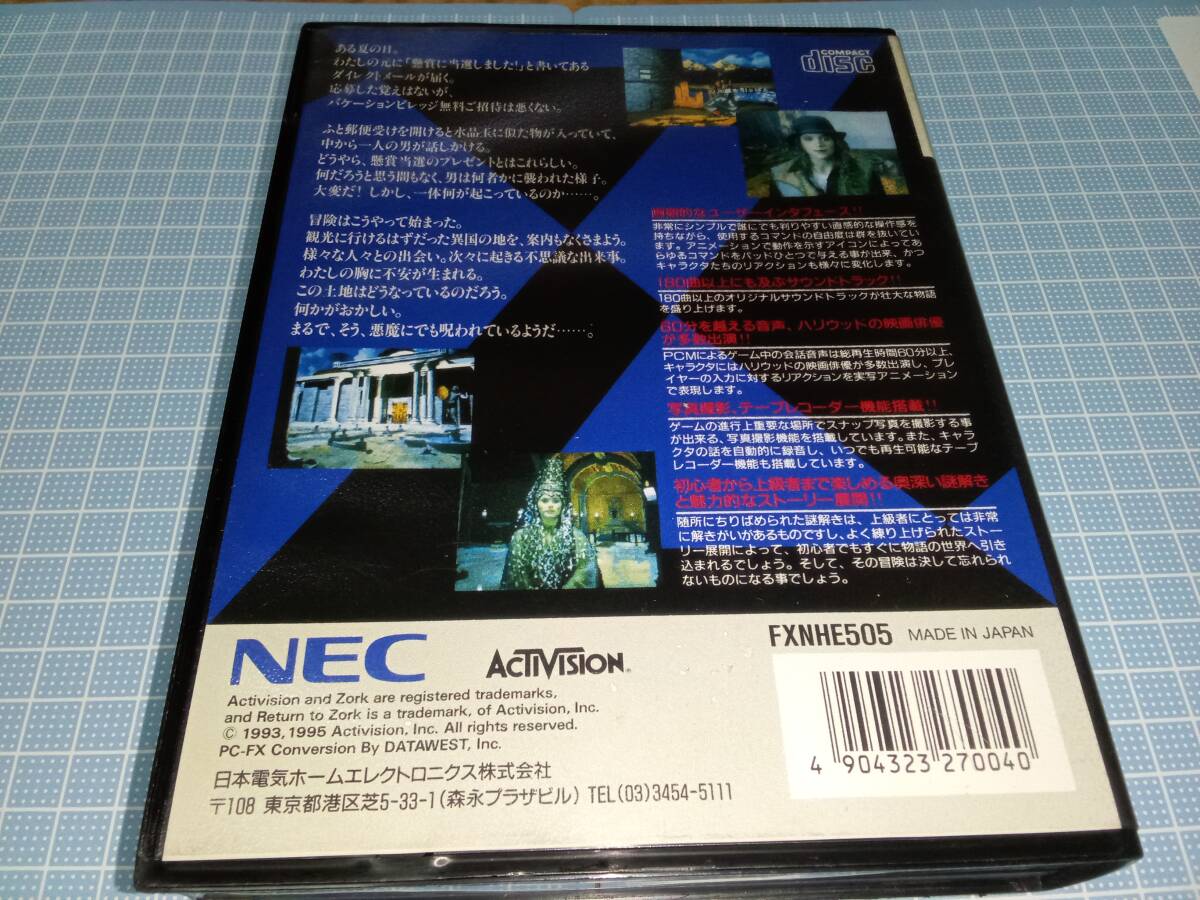 ある夏の日。
わたしの元に「懸賞に当選しました!」と書いてある
ダイレクトメールが届く。
応募した覚えはないが、
バケーションビレッジ無料ご招待は悪くない。
ふと郵便受けを開けると水晶玉に似た物が入っていて、
中から一人の男が話しかける。
どうやら、懸賞当選のプレゼントとはこれらしい。
何だろうと思う間もなく、男は何者かに襲われた様子。
大変だ!しかし、一体何が起こっているのか……。
冒険はこうやって始まった。
観光に行けるはずだった異国の地を、案内もなくさまよう。
様々な人々との出会い。次々に起きる不思議な出来事。
わたしの胸に不安が生まれる。
この土地はどうなっているのだろう。
何かがおかしい。
まるで、そう、悪魔にでも呪われているようだ……。
COMPACT
disc
画期的なユーザーインタフェース!!
非常にシンプルで誰にでも判りやすい直感的な操作感を
持ちながら、使用するコマンドの自由度は群を抜いてい
ます。アニメーションで動作を示すアイコンによってあ
らゆるコマンドをパッドひとつで与える事が出来、かつ
キャラクタたちのリアクションも様々に変化します。
180曲以上にも及ぶサウンドトラック!!
180曲以上のオリジナルサウンドトラックが壮大な物語
を盛り上げます。
60分を越える音声、ハリウッドの映画俳優
が多数出演!!
PCMによるゲーム中の会話音声は総再生時間60分以上、
キャラクタにはハリウッドの映画俳優が多数出演し、プレ
イヤーの入力に対するリアクションを実写アニメーション
で表現します。
写真撮影、テープレコーダー機能搭載!!
ゲームの進行上重要な場所でスナップ写真を撮影する事
が出来る、写真撮影機能を搭載しています。また、キャラ
クタの話を自動的に録音し、いつでも再生可能なテープ
レコーダー機能も搭載しています。
初心者から上級者まで楽しめる奥深い謎解き
と魅力的なストーリー展開!!
随所にちりばめられた謎解きは、上級者にとっては非常
に解きがいがあるものですし、よく練り上げられたストー
リー展開によって、初心者でもすぐに物語の世界へ引き
込まれるでしょう。そして、その冒険は決して忘れられ
ないものになる事でしょう。
NEC
ACTIVISION®
FXNHE505 MADE IN JAPAN
Activision and Zork are registered trademarks,
and Return to Zork is a trademark, of Activision, Inc.
© 1993,1995 Activision, Inc. All rights reserved.
PC-FX Conversion By DATAWEST, Inc.
日本電気ホームエレクトロニクス株式会社
〒108 東京都港区芝5-33-1(森永プラザビル) TEL(03)3454-5111
4 904323 270040